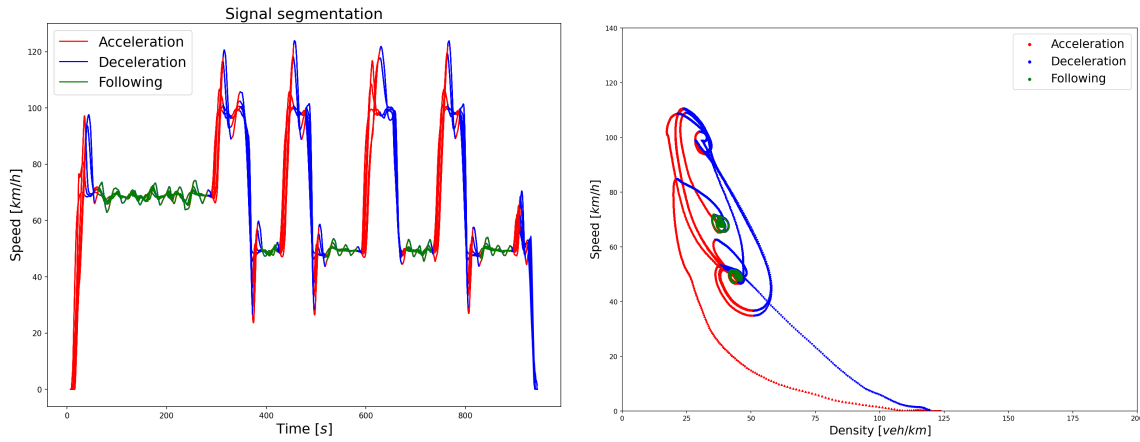 Signal segmentation
Acceleration
Deceleration
Following
Speed [km/h]
120
100
80
60
40
20
0
0
200
400
600
800
Time [s]
Acceleration
Deceleration
Following
Speed [km/h]
140
120
100
80
60
40
20
0
0
25
50
75
100
125
150
175
200
Density [veh/km]